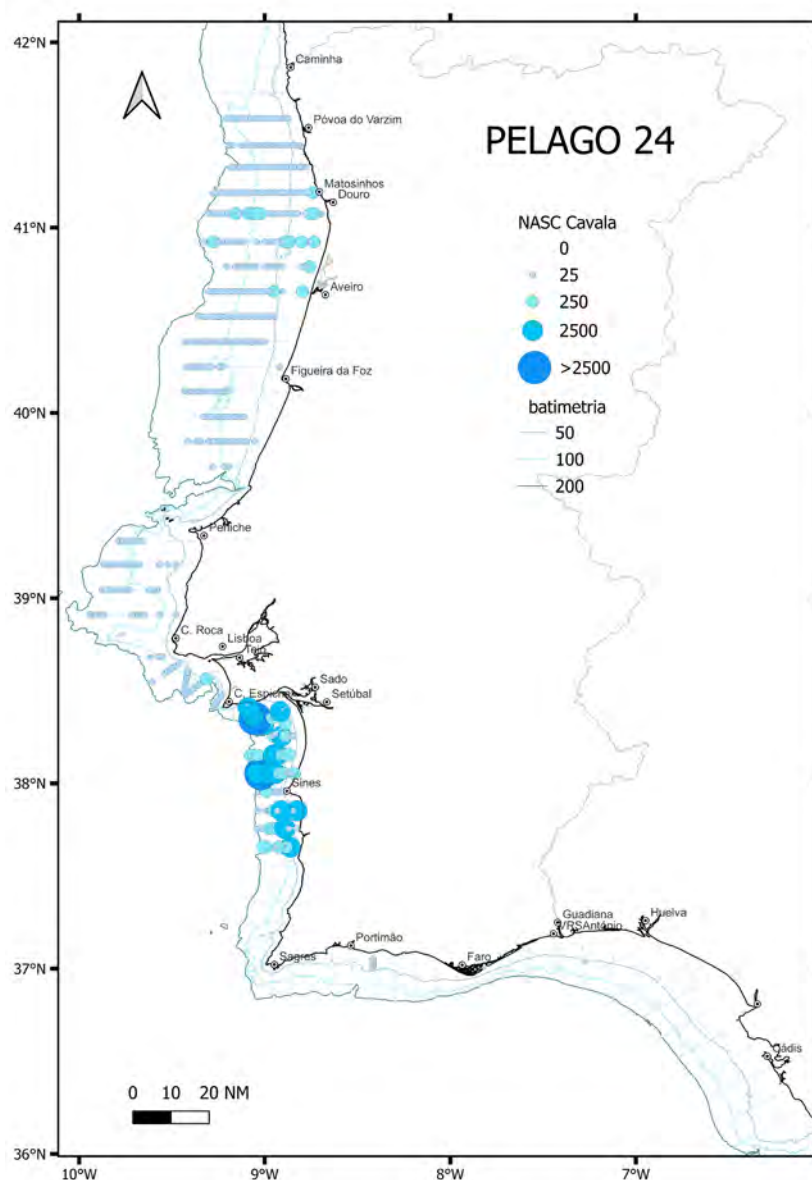 42°N
Caminha
Póvoa do Varzim
PELAGO 24
Matosinhos
Douro
41°N
NASC Cavala
0
25
250
2500
>2500
batimetria
50
100
200
Aveiro
Figueira da Foz
40°N
Peniche
39°N
C. Roca
Lisboa
Tejo
Sado
C. Espichel
Setúbal
38°N
Sines
Guadiana
VRSAntónio
Huelva
Portimão
Faro
37°N
Sagres
Cádis
0 10 20 NM
36°N
10°W 9°W 8°W 7°W